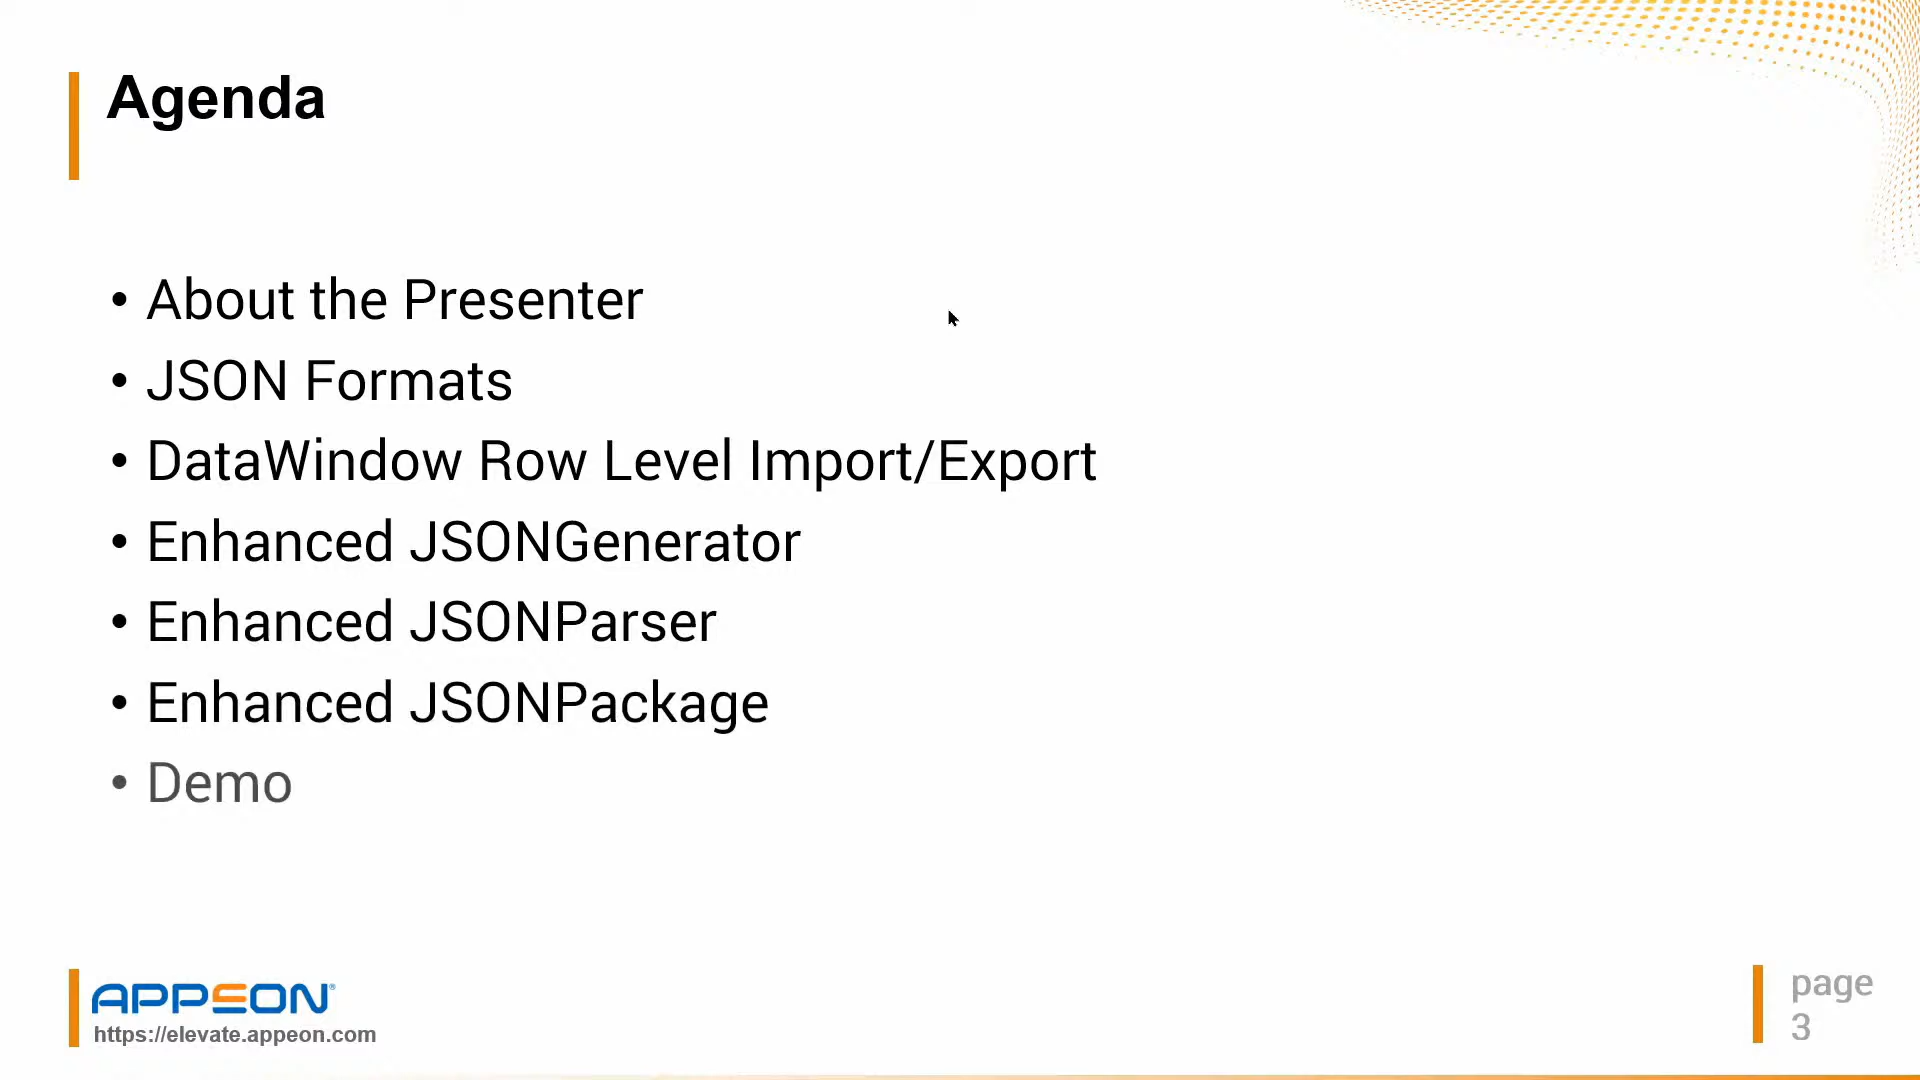 Agenda
• About the Presenter
• JSON Formats
• DataWindow Row Level Import/Export
• Enhanced JSONGenerator
• Enhanced JSONParser
• Enhanced JSONPackage
• Demo
APPEON®
https://elevate.appeon.com
page
3